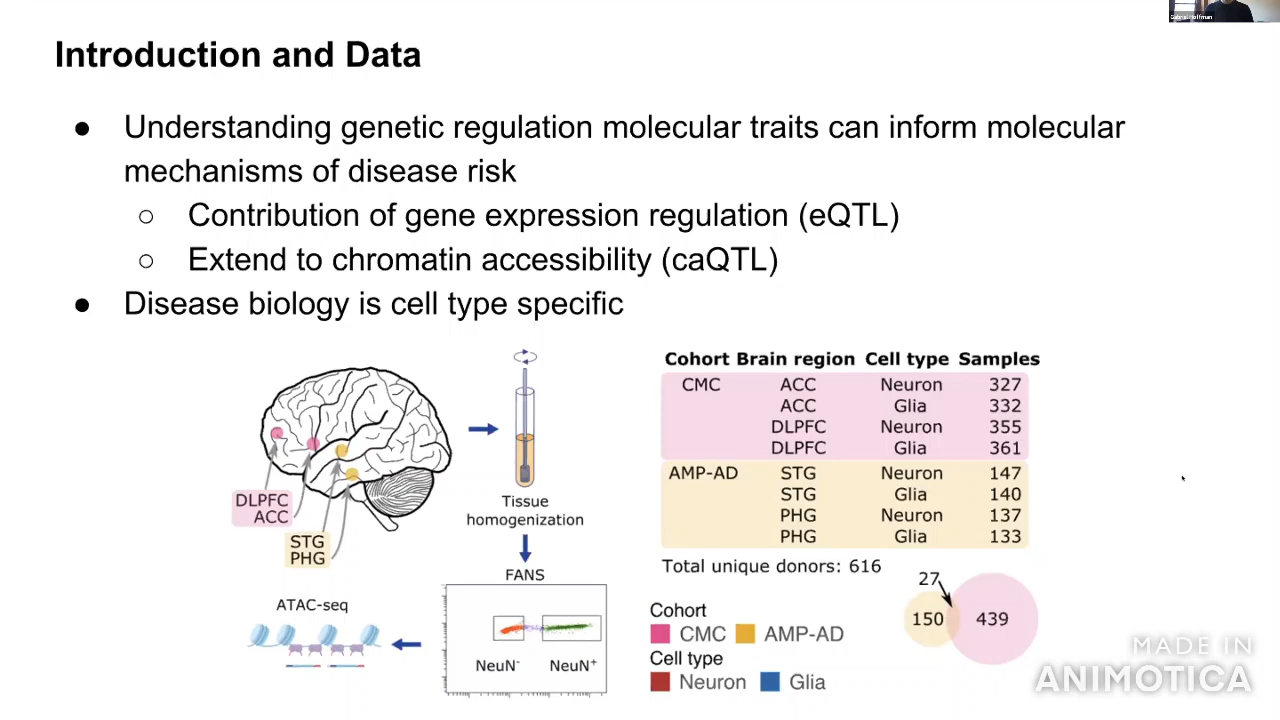 Introduction and Data
● Understanding genetic regulation molecular traits can inform molecular
mechanisms of disease risk
○ Contribution of gene expression regulation (eQTL)
○ Extend to chromatin accessibility (caQTL)
● Disease biology is cell type specific
DLPFC
ACC
STG
PHG
Tissue
homogenization
FANS
NeuN-
NeuN+
ATAC-seq
Cohort Brain region Cell type Samples
CMC ACC Neuron 327
ACC Glia 332
DLPFC Neuron 355
DLPFC Glia 361
AMP-AD STG Neuron 147
STG Glia 140
PHG Neuron 137
PHG Glia 133
Total unique donors: 616
27
150
439
Cohort
CMC AMP-AD
Cell type
Neuron Glia
MADE IN
ANIMOTICA